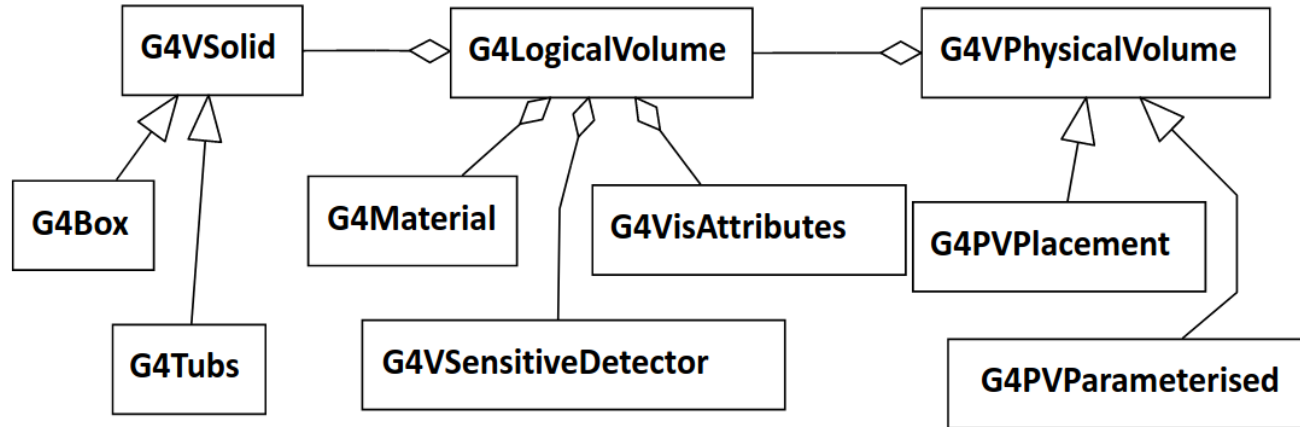 G4VSolid
G4LogicalVolume
G4VPhysicalVolume
G4Box
G4Material
G4VisAttributes
G4PVPlacement
G4Tubs
G4VSensitiveDetector
G4PVParameterised